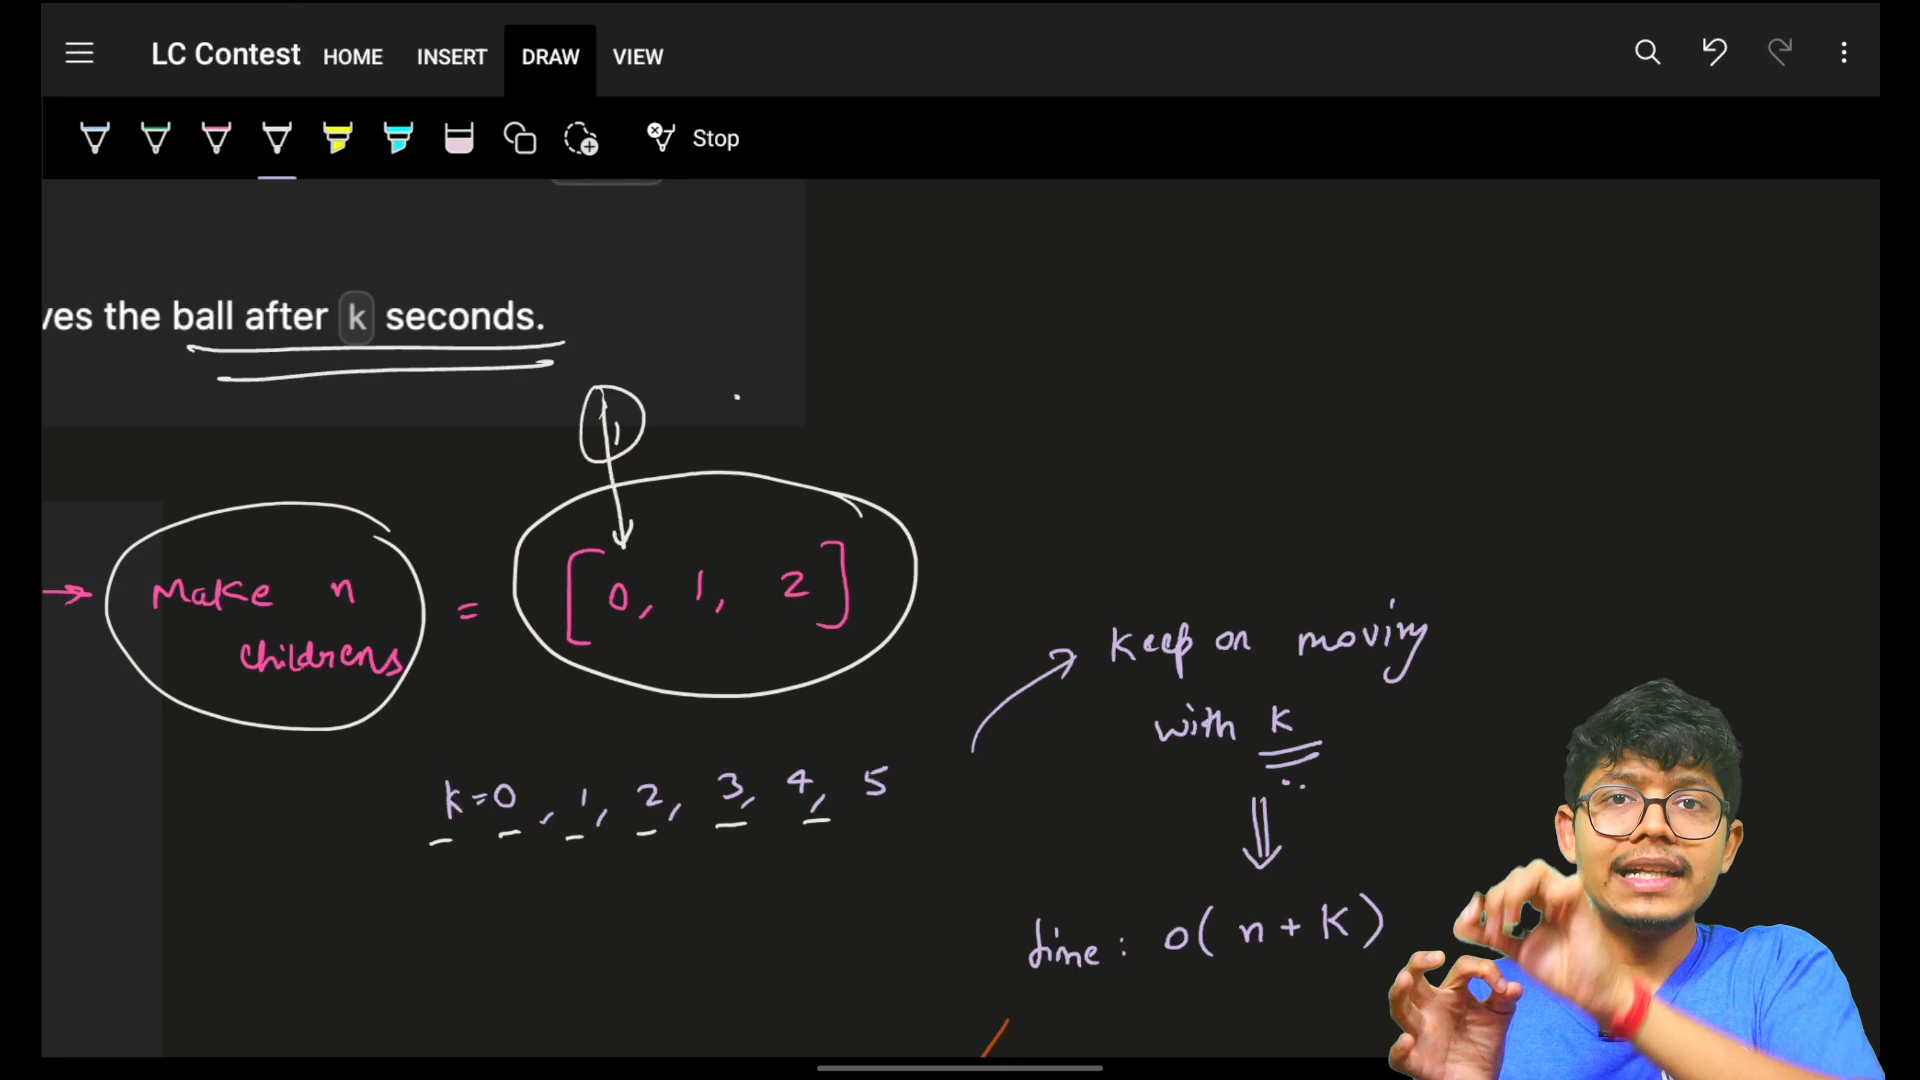 LC Contest HOME INSERT DRAW VIEW
Stop
ves the ball after k seconds.
Make n
childrens
= [0, 1, 2]
k=0, 1, 2, 3, 4, 5
Keep on moving
with k
time: O(n+k)